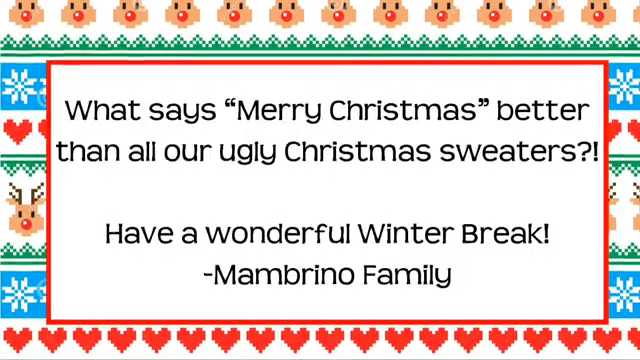 What says “Merry Christmas” better
than all our ugly Christmas sweaters?!
Have a wonderful Winter Break!
-Mambrino Family